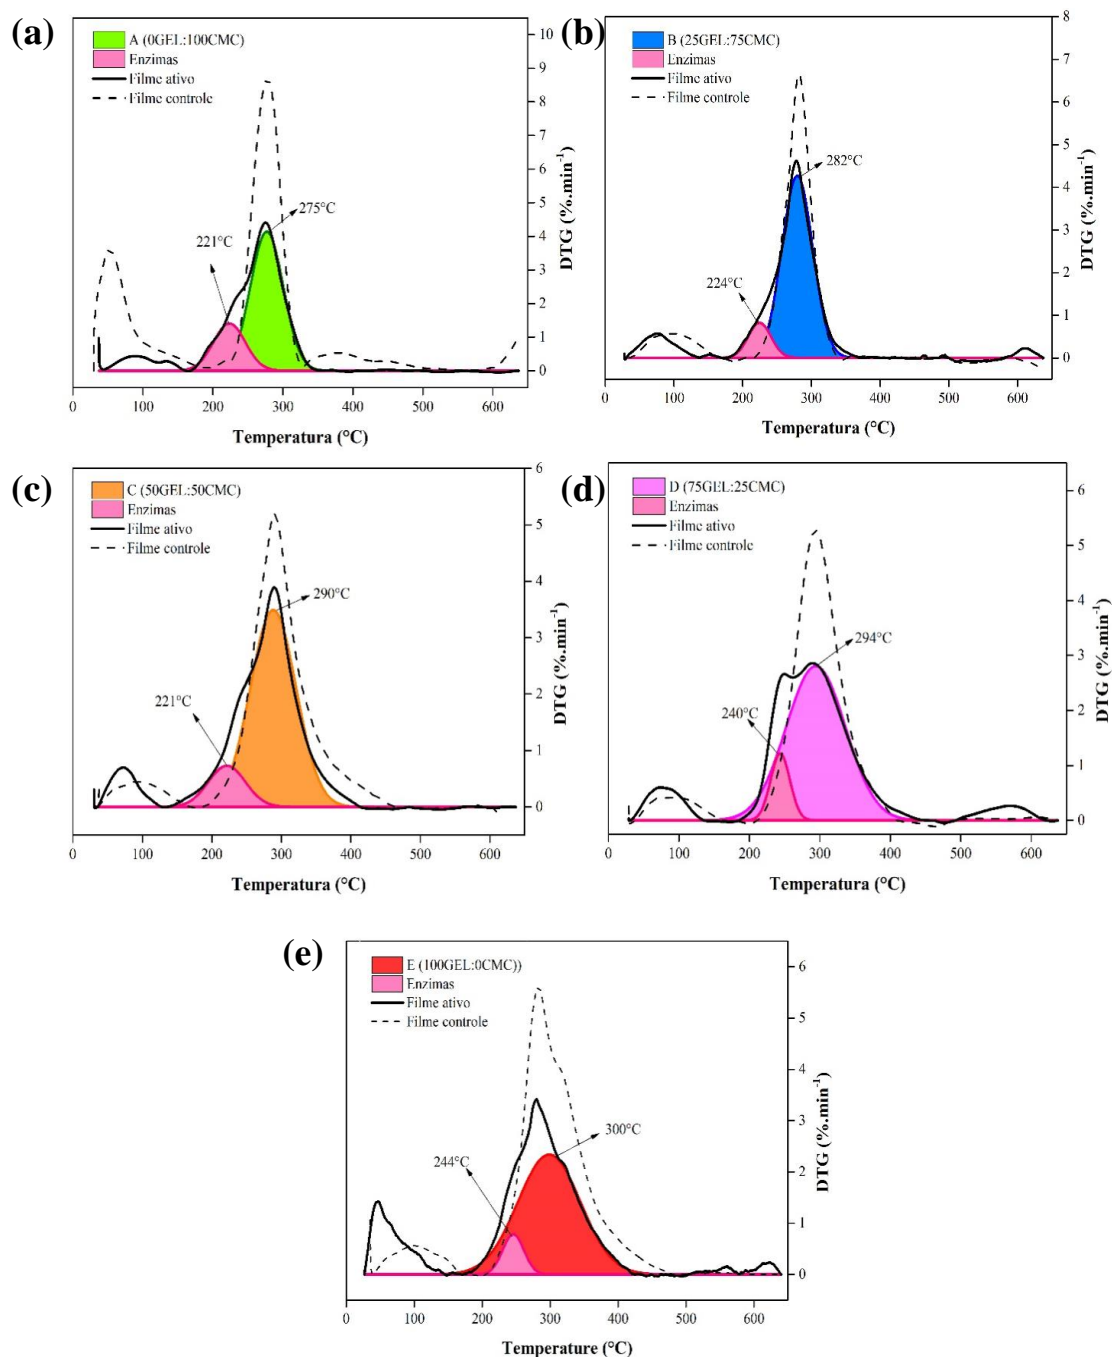 (a)
A (0GEL:100CMC)
Enzimas
Filme ativo
Filme controle
221°C
275°C
10
9
8
7
6
5
4
3
2
1
0
DTG (%.min⁻¹)
0 100 200 300 400 500 600
Temperatura (°C)
(b)
B (25GEL:75CMC)
Enzimas
Filme ativo
Filme controle
282°C
224°C
8
7
6
5
4
3
2
1
0
DTG (%.min⁻¹)
0 100 200 300 400 500 600
Temperatura (°C)
(c)
C (50GEL:50CMC)
Enzimas
Filme ativo
Filme controle
290°C
221°C
6
5
4
3
2
1
0
DTG (%.min⁻¹)
0 100 200 300 400 500 600
Temperatura (°C)
(d)
D (75GEL:25CMC)
Enzimas
Filme ativo
Filme controle
294°C
240°C
6
5
4
3
2
1
0
DTG (%.min⁻¹)
0 100 200 300 400 500 600
Temperatura (°C)
(e)
E (100GEL:0CMC))
Enzimas
Filme ativo
Filme controle
300°C
244°C
6
5
4
3
2
1
0
DTG (%.min⁻¹)
0 100 200 300 400 500 600
Temperature (°C)